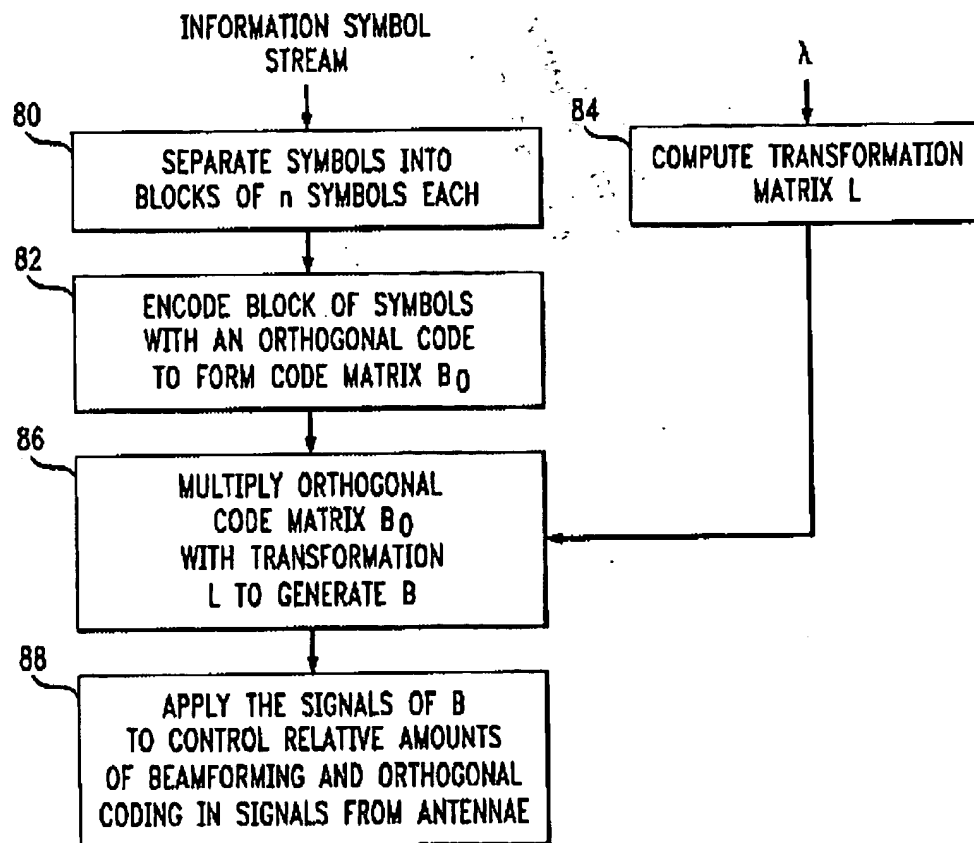 INFORMATION SYMBOL
STREAM
80
SEPARATE SYMBOLS INTO
BLOCKS OF n SYMBOLS EACH
λ
84
COMPUTE TRANSFORMATION
MATRIX L
82
ENCODE BLOCK OF SYMBOLS
WITH AN ORTHOGONAL CODE
TO FORM CODE MATRIX B0
86
MULTIPLY ORTHOGONAL
CODE MATRIX B0
WITH TRANSFORMATION
L TO GENERATE B
88
APPLY THE SIGNALS OF B
TO CONTROL RELATIVE AMOUNTS
OF BEAMFORMING AND ORTHOGONAL
CODING IN SIGNALS FROM ANTENNAE